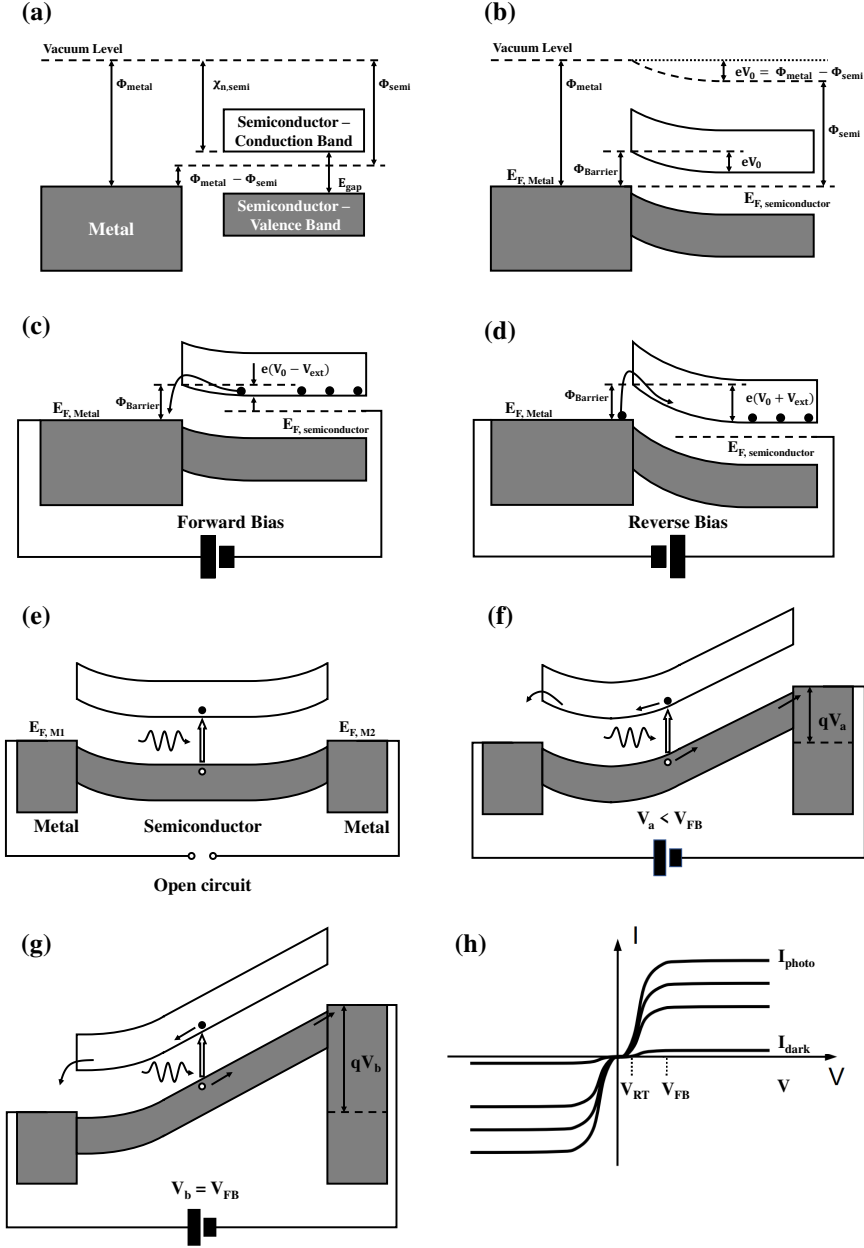 (a)
Vacuum Level
Φmetal
χn,semi
Φsemi
Semiconductor –
Conduction Band
Φmetal − Φsemi
Egap
Metal
Semiconductor –
Valence Band
(b)
Vacuum Level
Φmetal
eV0 = Φmetal − Φsemi
Φsemi
ΦBarrier
eV0
EF, Metal
EF, semiconductor
(c)
e(V0 − Vext)
ΦBarrier
EF, Metal
EF, semiconductor
Forward Bias
(d)
ΦBarrier
EF, Metal
e(V0 + Vext)
EF, semiconductor
Reverse Bias
(e)
EF, M1
EF, M2
Metal
Semiconductor
Metal
Open circuit
(f)
qVa
Va < VFB
(g)
qVb
Vb = VFB
(h)
I
Iphoto
Idark
VRT
VFB
V
V